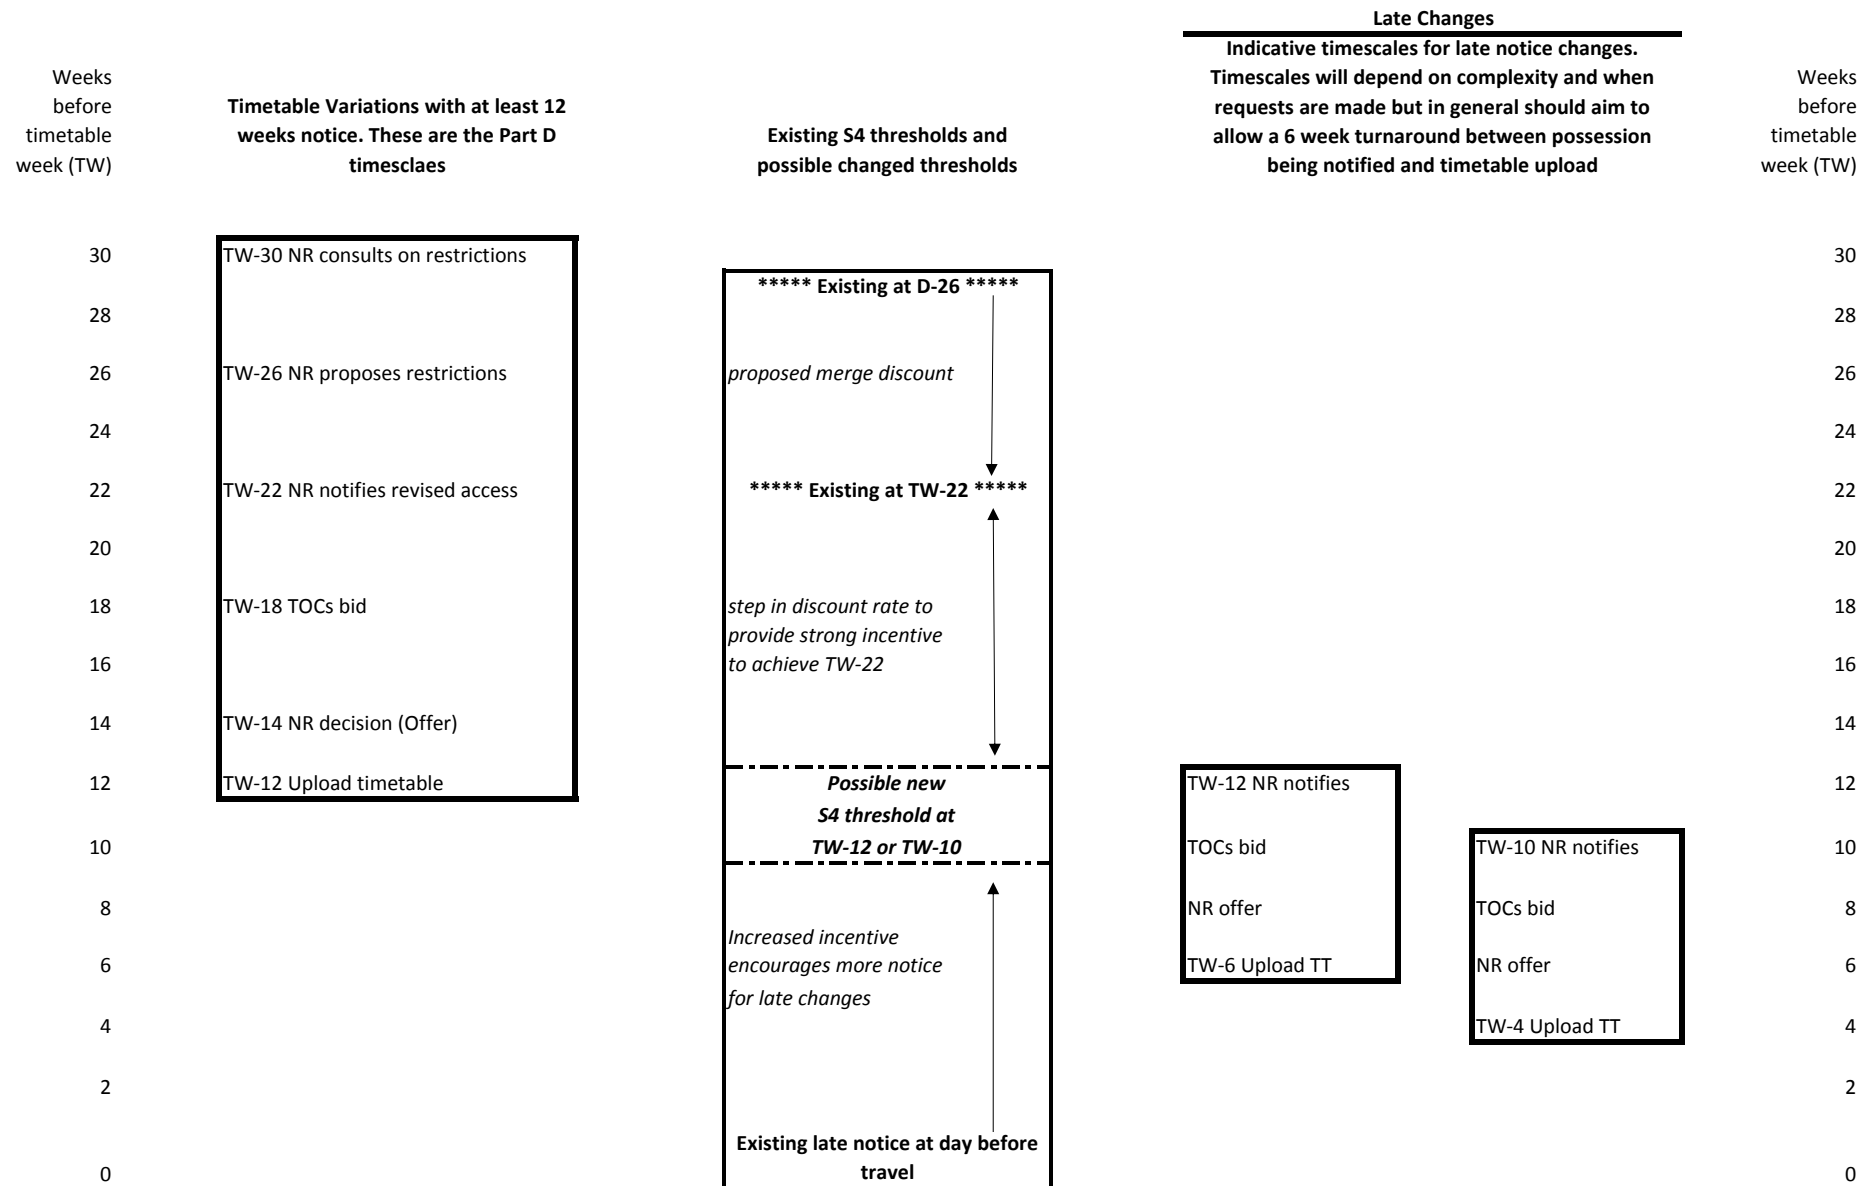 Late Changes
Weeks
before
timetable
week (TW)
Timetable Variations with at least 12
weeks notice. These are the Part D
timesclaes
Existing S4 thresholds and
possible changed thresholds
Indicative timescales for late notice changes.
Timescales will depend on complexity and when
requests are made but in general should aim to
allow a 6 week turnaround between possession
being notified and timetable upload
Weeks
before
timetable
week (TW)
30
28
26
24
22
20
18
16
14
12
10
8
6
4
2
0
TW-30 NR consults on restrictions
TW-26 NR proposes restrictions
TW-22 NR notifies revised access
TW-18 TOCs bid
TW-14 NR decision (Offer)
TW-12 Upload timetable
***** Existing at D-26 *****
proposed merge discount
***** Existing at TW-22 *****
step in discount rate to
provide strong incentive
to achieve TW-22
Possible new
S4 threshold at
TW-12 or TW-10
Increased incentive
encourages more notice
for late changes
Existing late notice at day before
travel
TW-12 NR notifies
TOCs bid
NR offer
TW-6 Upload TT
TW-10 NR notifies
TOCs bid
NR offer
TW-4 Upload TT
30
28
26
24
22
20
18
16
14
12
10
8
6
4
2
0